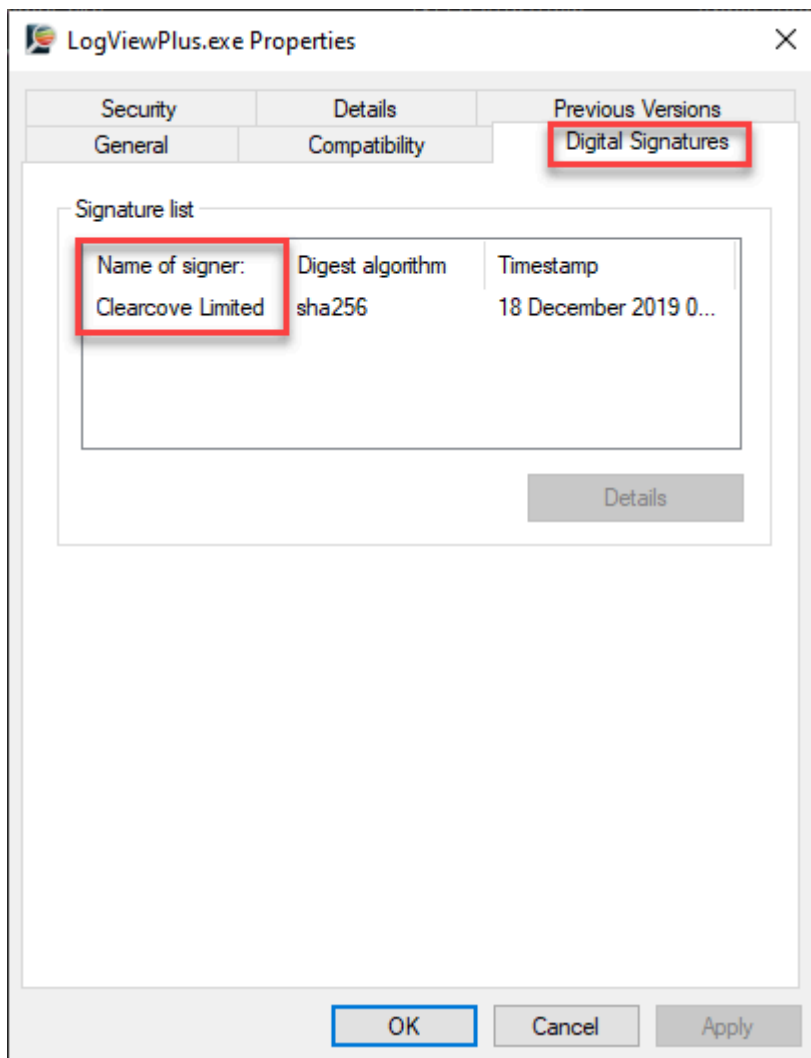 LogViewPlus.exe Properties
Security Details Previous Versions
General Compatibility Digital Signatures
Signature list
Name of signer: Digest algorithm Timestamp
Clearcove Limited sha256 18 December 2019 0...
Details
OK Cancel Apply